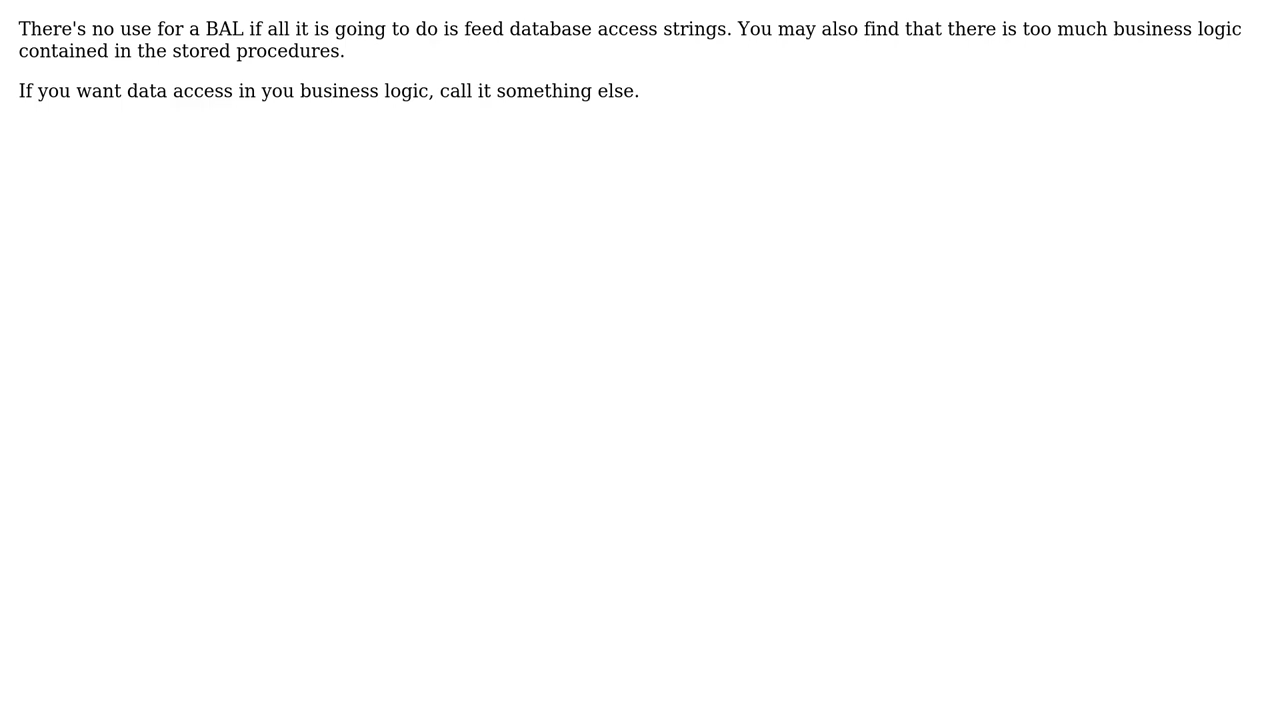 There's no use for a BAL if all it is going to do is feed database access strings. You may also find that there is too much business logic
contained in the stored procedures.
If you want data access in you business logic, call it something else.